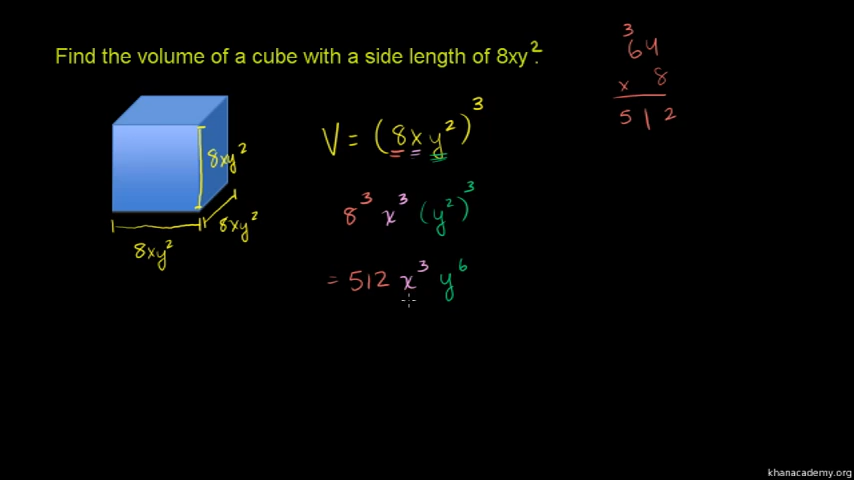 Find the volume of a cube with a side length of 8xy².
8xy²
8xy²
8xy²
V = (8xy²)³
8³ x³ (y²)³
= 512 x³ y⁶
3
64
x 8
512
khanacademy.org